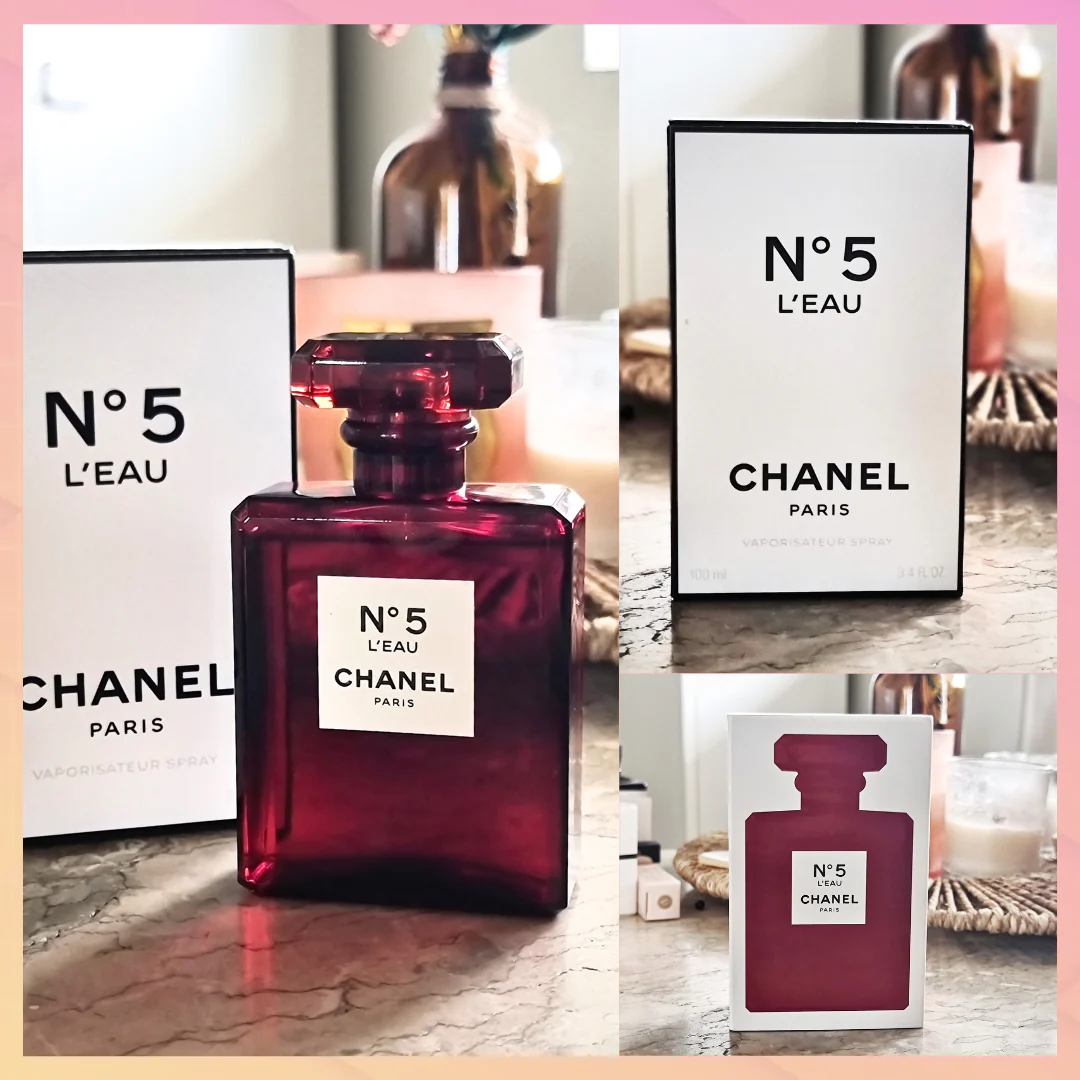 N° 5
L'EAU
CHANEL
PARIS
VAPORISATEUR SPRAY
N° 5
L'EAU
CHANEL
PARIS
N° 5
L'EAU
CHANEL
PARIS
VAPORISATEUR SPRAY
100 ml
3.4 FL. OZ.
N° 5
L'EAU
CHANEL
PARIS